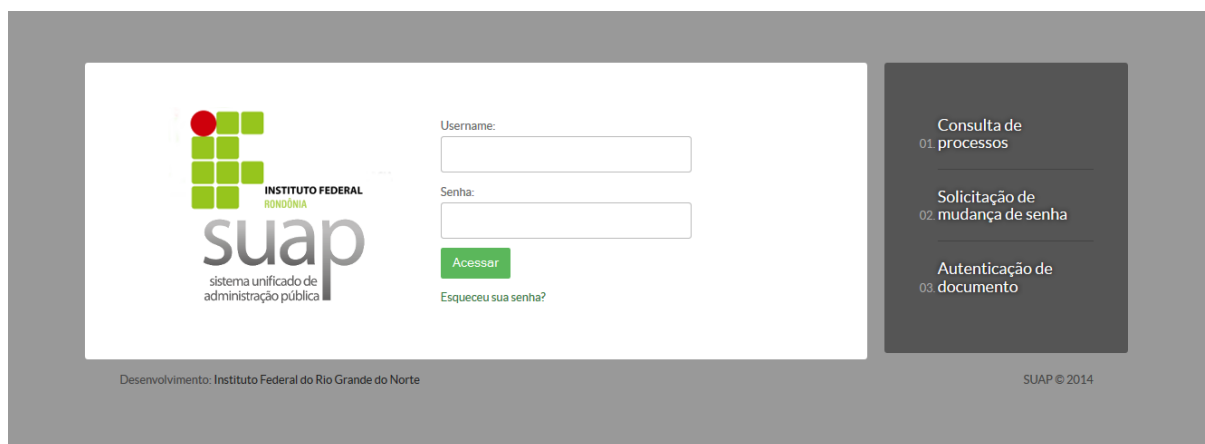 INSTITUTO FEDERAL
RONDÔNIA
suap
sistema unificado de
administração pública
Username:
Senha:
Acessar
Esqueceu sua senha?
Consulta de
01. processos
Solicitação de
02. mudança de senha
Autenticação de
03. documento
Desenvolvimento: Instituto Federal do Rio Grande do Norte
SUAP © 2014